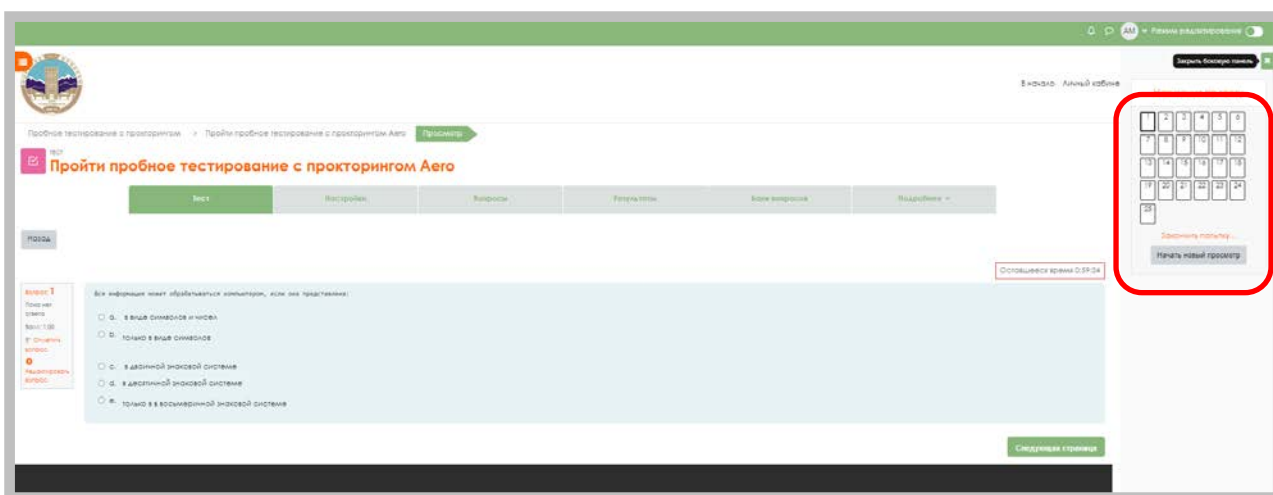 АМ Режим редактирования
Закрыть боковую панель
В начало Личный кабине
Пробное тестирование с прокторингом > Пройти пробное тестирование с прокторингом Aero Просмотр
ТЕСТ
Пройти пробное тестирование с прокторингом Aero
Тест Настройки Вопросы Результаты Банк вопросов Подробнее
Назад
Оставшееся время 0:59:24
Вопрос 1
Пока нет
ответа
Балл: 1,00
Отметить
вопрос
Редактировать
вопрос
Вся информация может обрабатываться компьютером, если она представлена:
a. в виде символов и чисел
b. только в виде символов
c. в двоичной знаковой системе
d. в десятичной знаковой системе
e. только в в восьмеричной знаковой системе
Следующая страница
1 2 3 4 5 6
7 8 9 10 11 12
13 14 15 16 17 18
19 20 21 22 23 24
25
Закончить попытку...
Начать новый просмотр